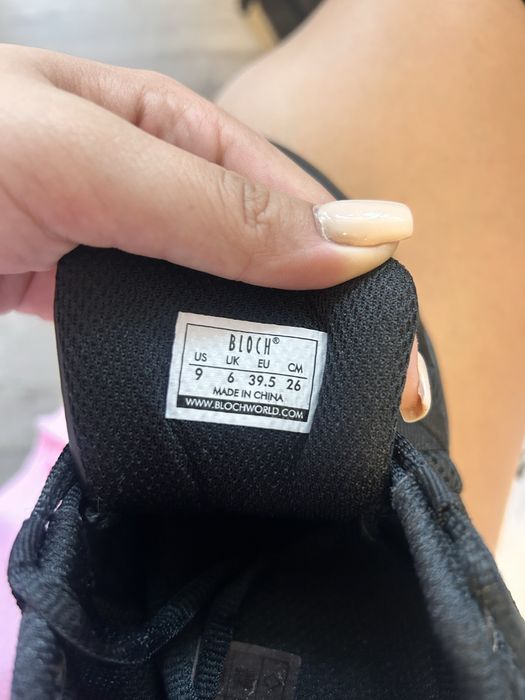 BLOCH®
US UK EU CM
9 6 39.5 26
MADE IN CHINA
WWW.BLOCHWORLD.COM